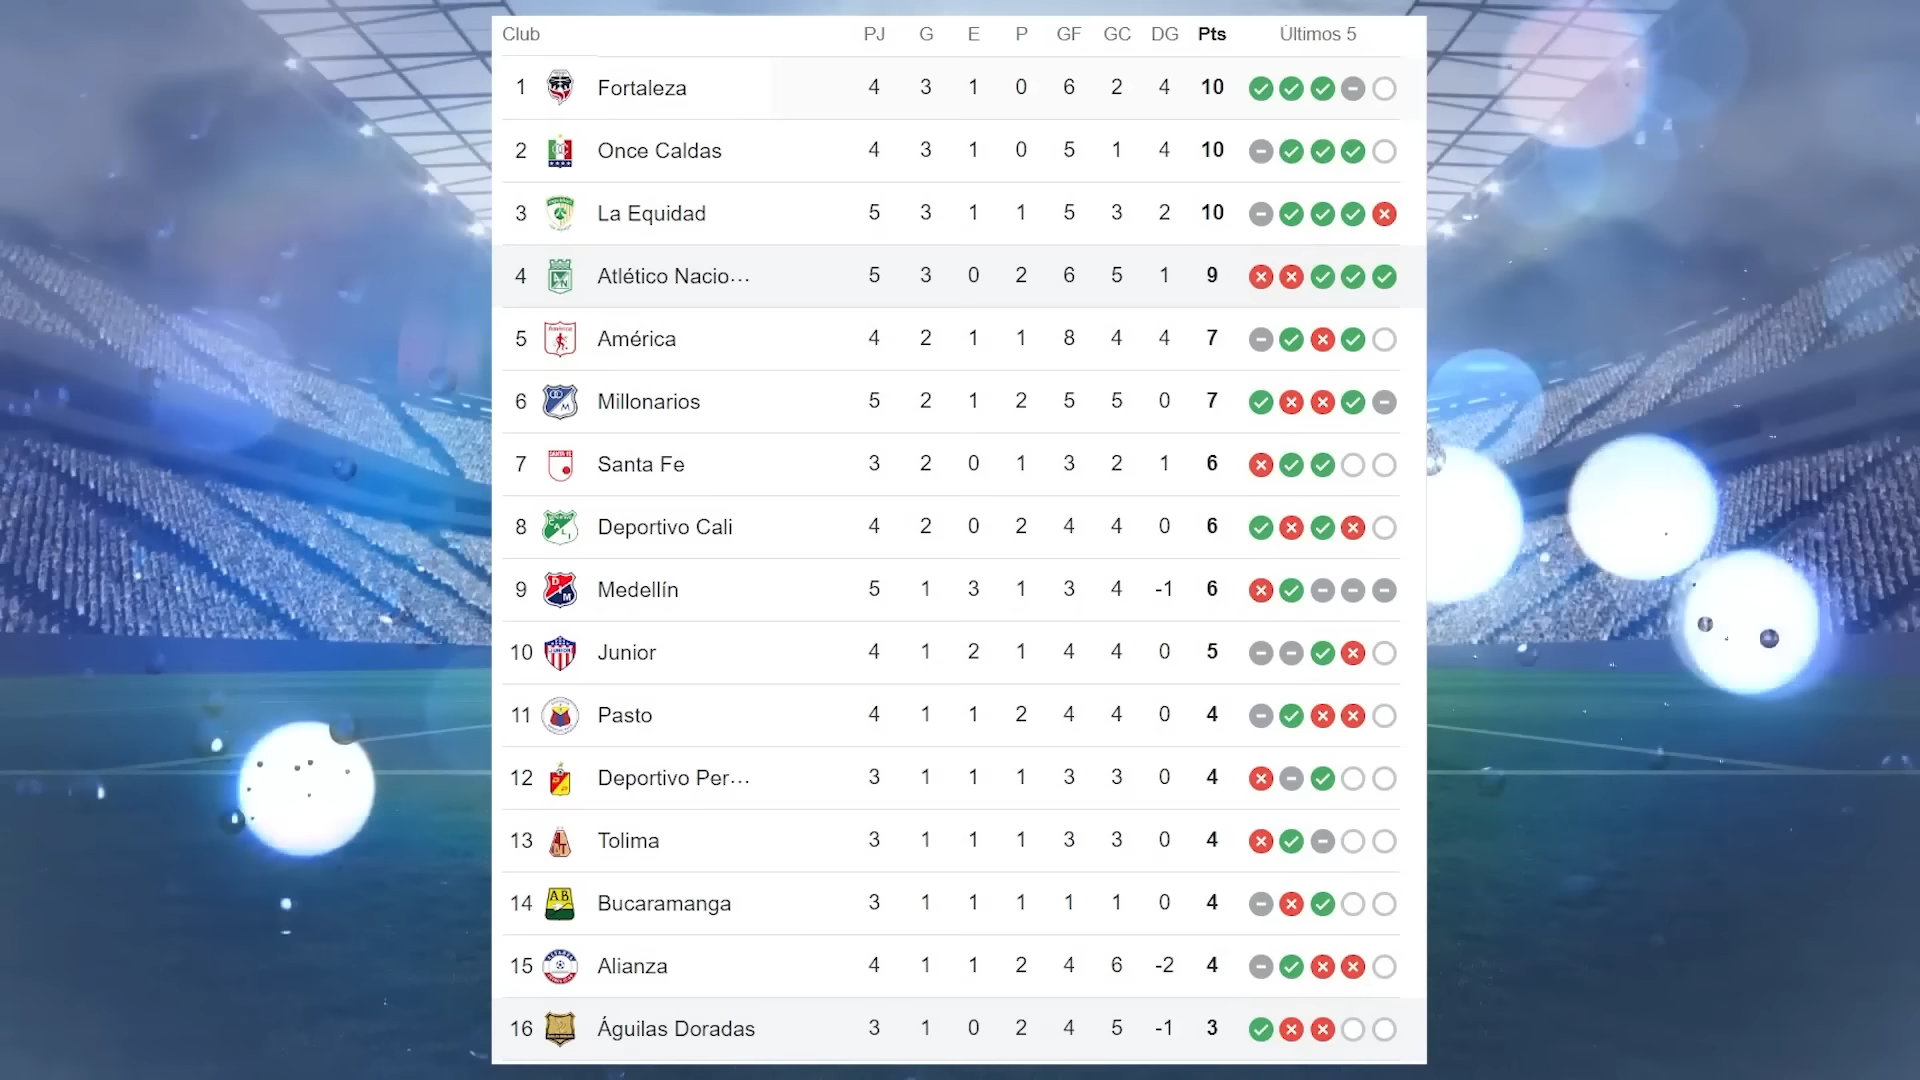 Club PJ G E P GF GC DG Pts Últimos 5
1 Fortaleza 4 3 1 0 6 2 4 10
2 Once Caldas 4 3 1 0 5 1 4 10
3 La Equidad 5 3 1 1 5 3 2 10
4 Atlético Nacio... 5 3 0 2 6 5 1 9
5 América 4 2 1 1 8 4 4 7
6 Millonarios 5 2 1 2 5 5 0 7
7 Santa Fe 3 2 0 1 3 2 1 6
8 Deportivo Cali 4 2 0 2 4 4 0 6
9 Medellín 5 1 3 1 3 4 -1 6
10 Junior 4 1 2 1 4 4 0 5
11 Pasto 4 1 1 2 4 4 0 4
12 Deportivo Per... 3 1 1 1 3 3 0 4
13 Tolima 3 1 1 1 3 3 0 4
14 Bucaramanga 3 1 1 1 1 1 0 4
15 Alianza 4 1 1 2 4 6 -2 4
16 Águilas Doradas 3 1 0 2 4 5 -1 3